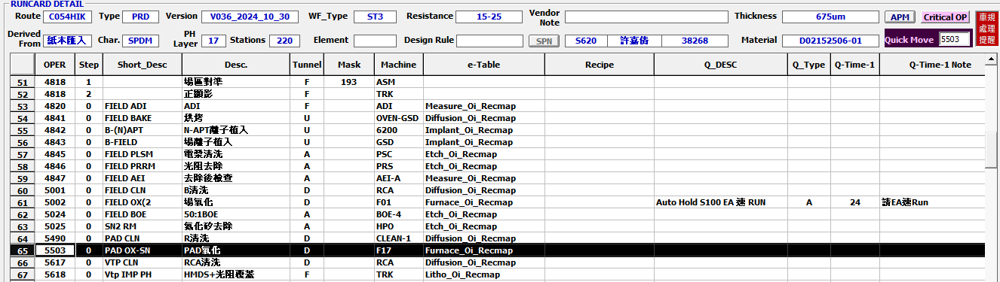 RUNCARD DETAIL
Route C054HIK Type PRD Version V036_2024_10_30 WF_Type ST3 Resistance 15-25 Vendor Note Thickness 675um APM Critical OP 車規處理提醒
Derived From 紙本匯入 Char. SPDM PH Layer 17 Stations 220 Element Design Rule SPN S620 許嘉倩 38268 Material D02152506-01 Quick Move 5503
OPER Step Short_Desc Desc. Tunnel Mask Machine e-Table Recipe Q_DESC Q_Type Q-Time-1 Q-Time-1 Note
51 4818 1 場區對準 F 193 ASM
52 4818 2 正顯影 F TRK
53 4820 0 FIELD ADI ADI F ADI Measure_Oi_Recmap
54 4841 0 FIELD BAKE 烘烤 U OVEN-GSD Diffusion_Oi_Recmap
55 4842 0 B-(N)APT N-APT離子植入 U 6200 Implant_Oi_Recmap
56 4843 0 B-FIELD 場離子植入 U GSD Implant_Oi_Recmap
57 4845 0 FIELD PLSM 電漿清洗 A PSC Etch_Oi_Recmap
58 4846 0 FIELD PRRM 光阻去除 A PRS Etch_Oi_Recmap
59 4847 0 FIELD AEI 去除後檢查 A AEI-A Measure_Oi_Recmap
60 5001 0 FIELD CLN B清洗 D RCA Diffusion_Oi_Recmap
61 5002 0 FIELD OX(2 場氧化 D F01 Furnace_Oi_Recmap Auto Hold S100 EA 速 RUN A 24 請EA速Run
62 5024 0 FIELD BOE 50:1BOE A BOE-4 Etch_Oi_Recmap
63 5025 0 SN2 RM 氮化矽去除 A HPO Etch_Oi_Recmap
64 5490 0 PAD CLN R清洗 D CLEAN-1 Diffusion_Oi_Recmap
65 5503 0 PAD OX-SN PAD氧化 D F17 Furnace_Oi_Recmap
66 5617 0 VTP CLN RCA清洗 D RCA Diffusion_Oi_Recmap
67 5618 0 Vtp IMP PH HMDS+光阻覆蓋 F TRK Litho_Oi_Recmap